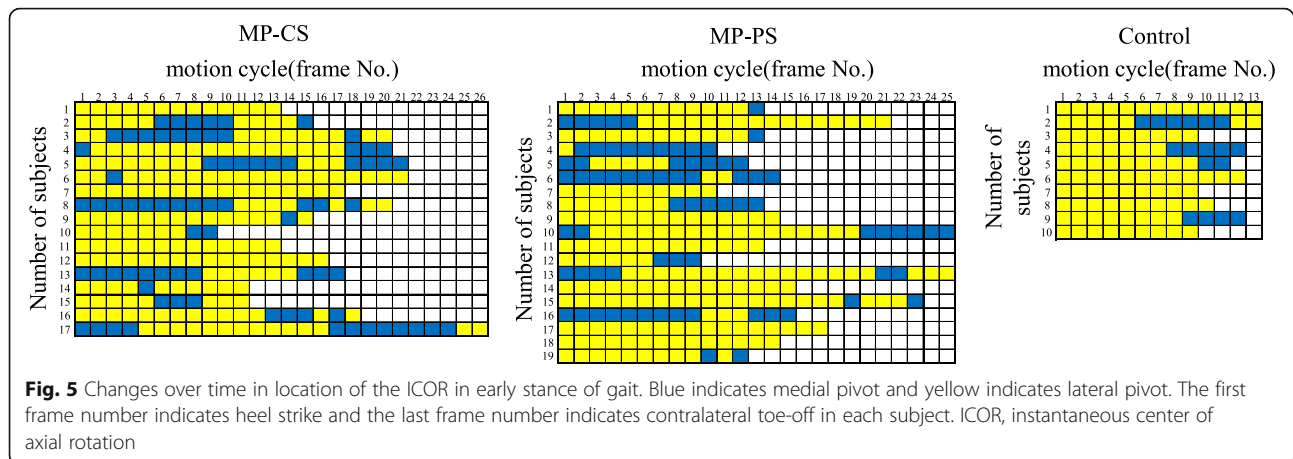 MP-CS
motion cycle(frame No.)
1 2 3 4 5 6 7 8 9 10 11 12 13 14 15 16 17 18 19 20 21 22 23 24 25 26
Number of subjects
1
2
3
4
5
6
7
8
9
10
11
12
13
14
15
16
17
MP-PS
motion cycle(frame No.)
1 2 3 4 5 6 7 8 9 10 11 12 13 14 15 16 17 18 19 20 21 22 23 24 25
Number of subjects
1
2
3
4
5
6
7
8
9
10
11
12
13
14
15
16
17
18
19
Control
motion cycle(frame No.)
1 2 3 4 5 6 7 8 9 10 11 12 13
Number of
subjects
1
2
3
4
5
6
7
8
9
10
Fig. 5 Changes over time in location of the ICOR in early stance of gait. Blue indicates medial pivot and yellow indicates lateral pivot. The first
frame number indicates heel strike and the last frame number indicates contralateral toe-off in each subject. ICOR, instantaneous center of
axial rotation